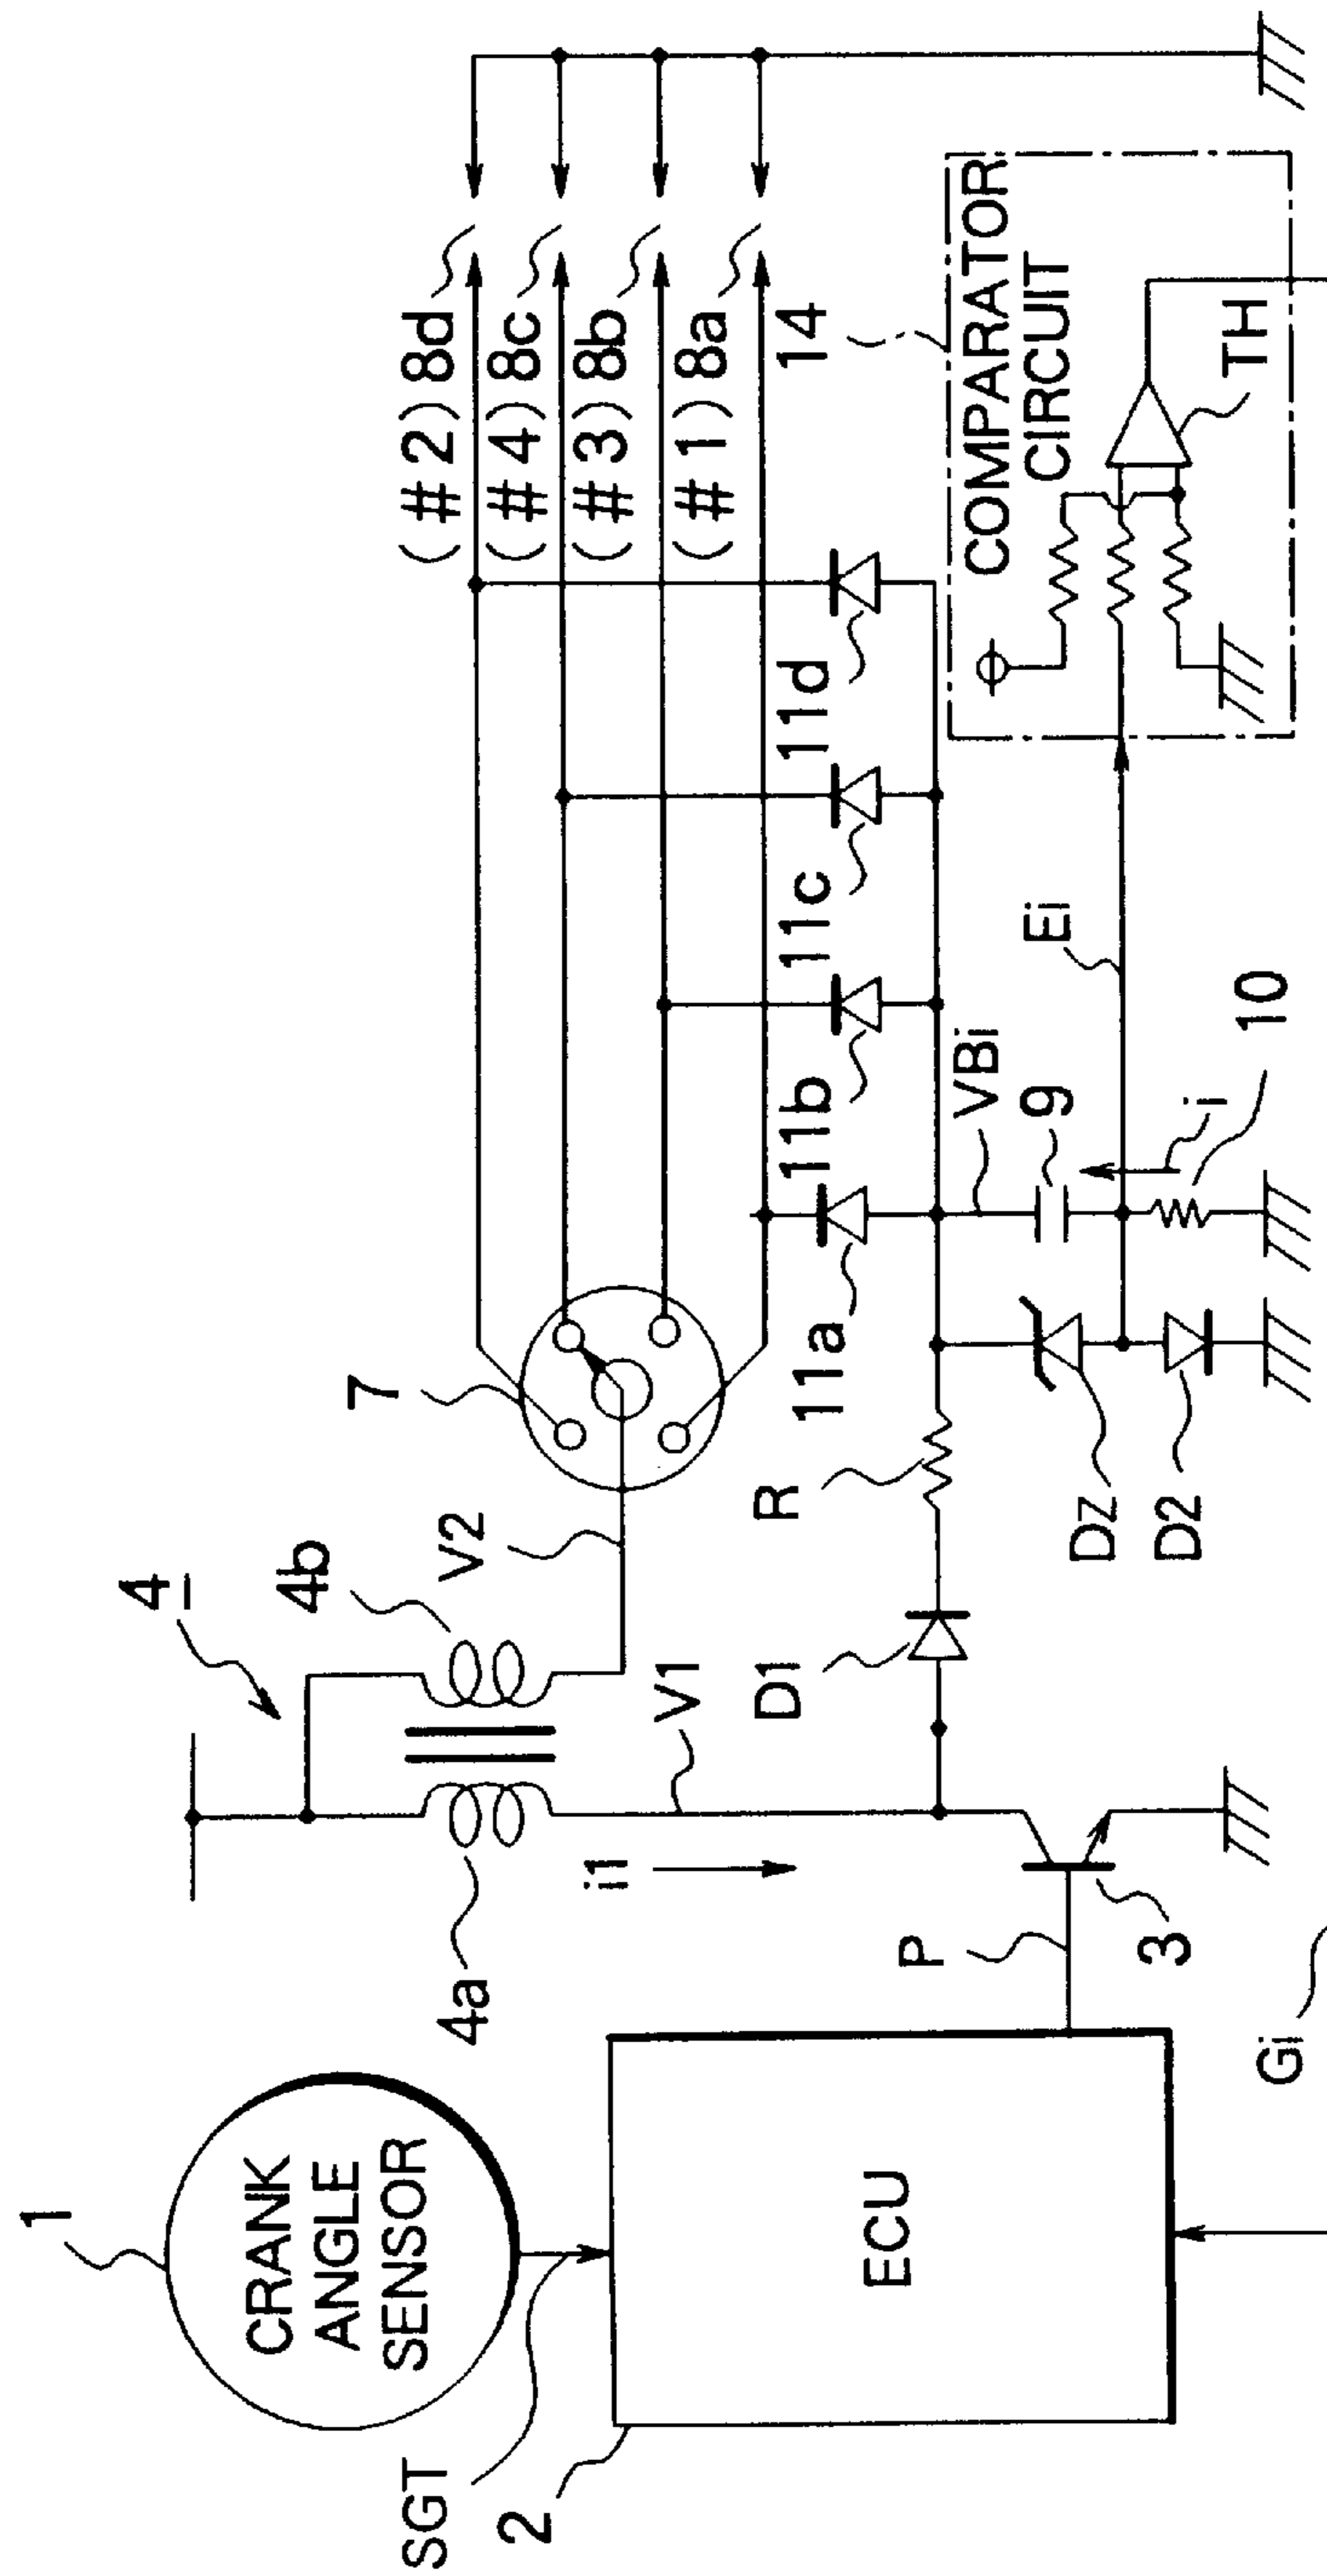 1
CRANK
ANGLE
SENSOR
SGT
2
ECU
4
4a
4b
i1
V1
V2
P
3
Gi
7
D1
R
Dz
D2
(#2)8d
(#4)8c
(#3)8b
(#1)8a
11a
11b
11c
11d
VBi
9
i
10
Ei
14
COMPARATOR
CIRCUIT
TH